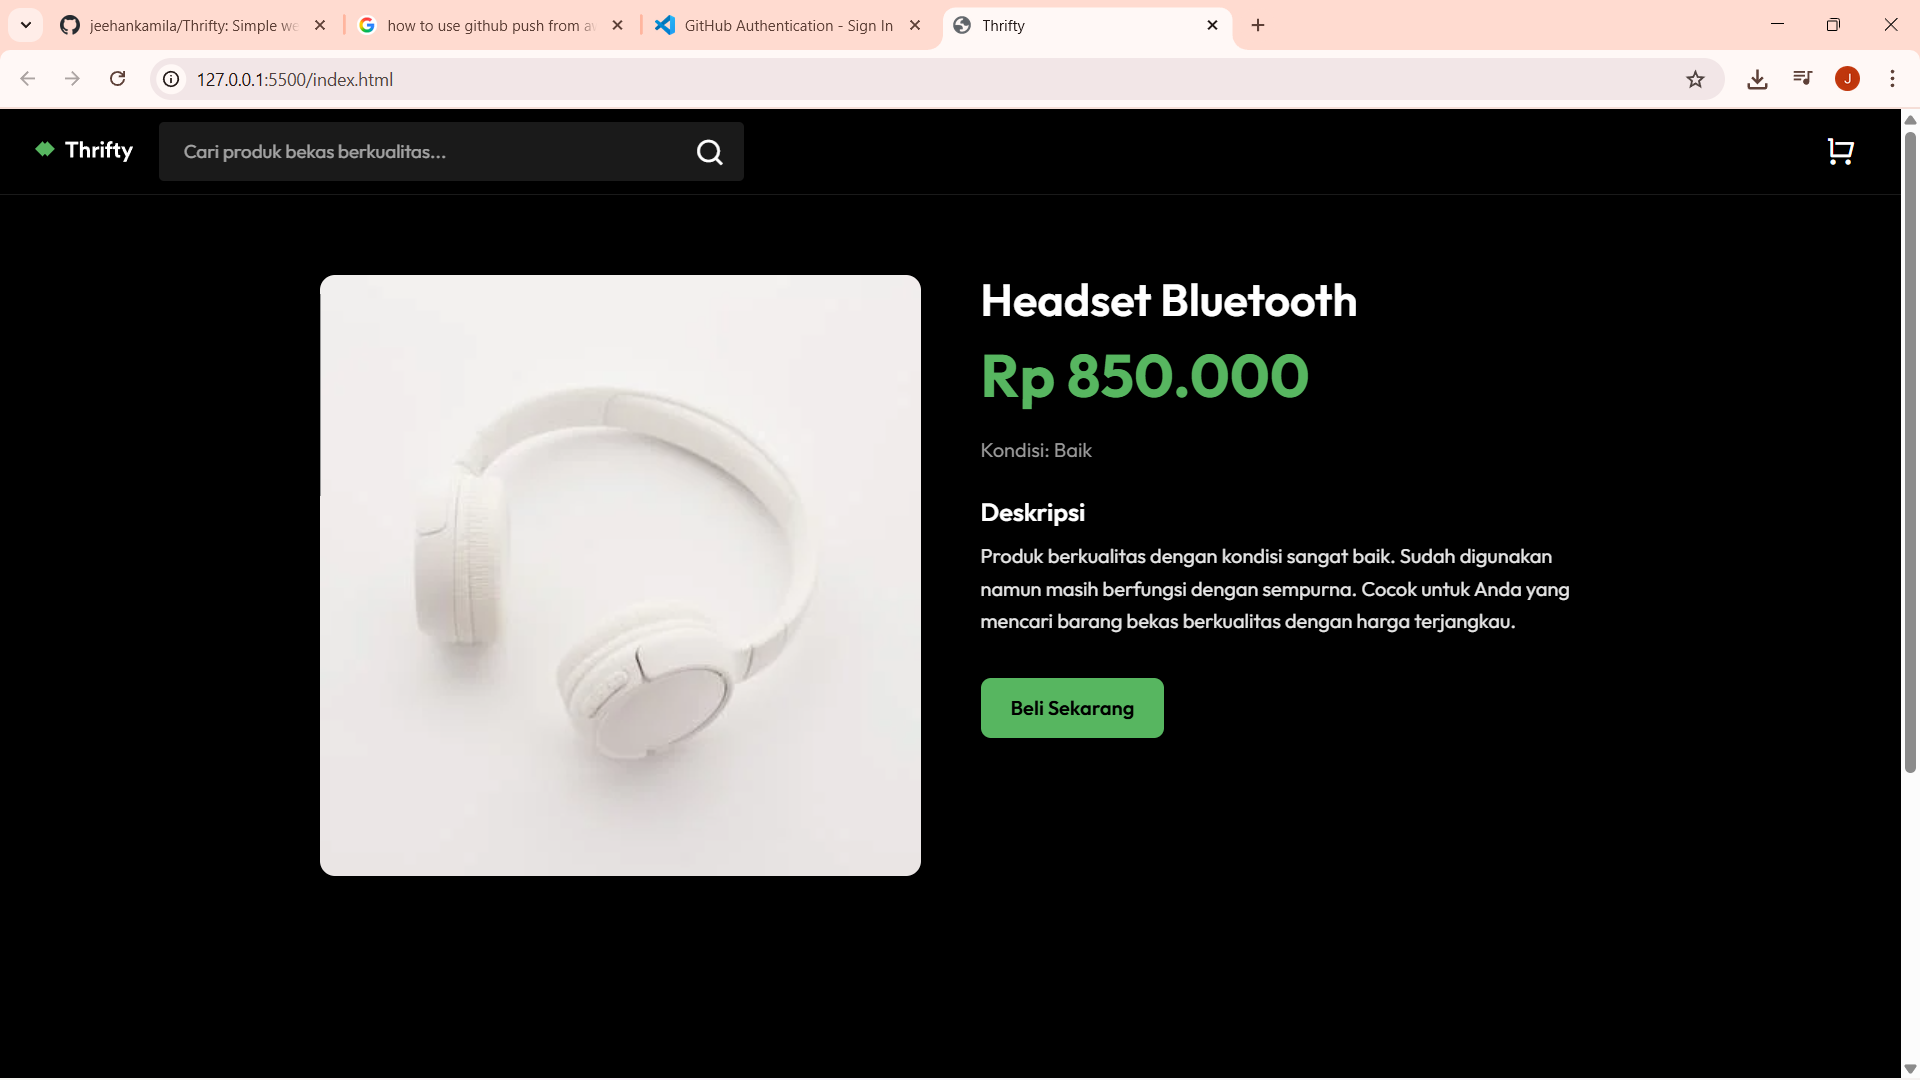 jeehankamila/Thrifty: Simple we
how to use github push from a
GitHub Authentication - Sign In
Thrifty
127.0.0.1:5500/index.html
J
Thrifty
Cari produk bekas berkualitas...
Headset Bluetooth
Rp 850.000
Kondisi: Baik
Deskripsi
Produk berkualitas dengan kondisi sangat baik. Sudah digunakan
namun masih berfungsi dengan sempurna. Cocok untuk Anda yang
mencari barang bekas berkualitas dengan harga terjangkau.
Beli Sekarang